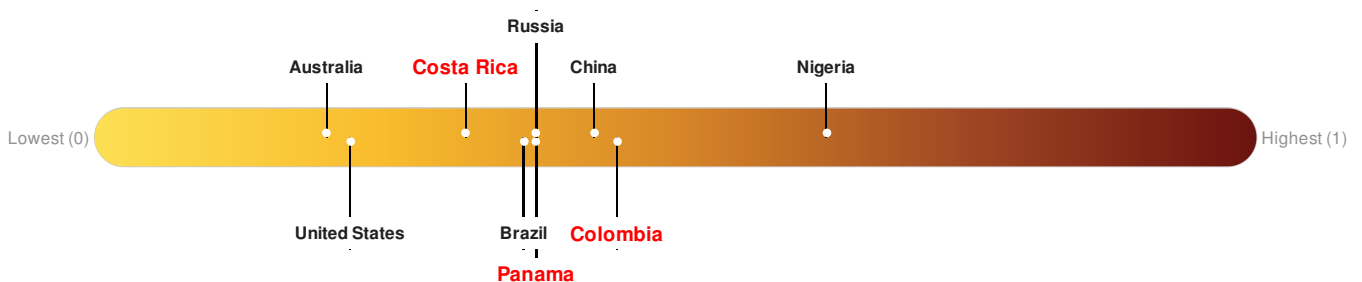 Russia
Australia
Costa Rica
China
Nigeria
Lowest (0)
Highest (1)
United States
Brazil
Colombia
Panama